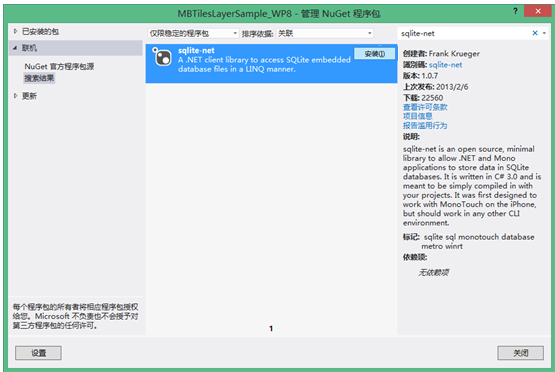 MBTilesLayerSample_WP8 - 管理 NuGet 程序包
? ✕
▷ 已安装的包
◢ 联机
NuGet 官方程序包源
搜索结果
▷ 更新
每个程序包的所有者将相应程序包授权
给您。Microsoft 不负责也不会授予对
第三方程序包的任何许可。
仅限稳定的程序包
排序依据: 关联
sqlite-net
A .NET client library to access SQLite embedded
database files in a LINQ manner.
安装(I)
1
sqlite-net
创建者: Frank Krueger
识别码: sqlite-net
版本: 1.0.7
上次发布: 2013/2/6
下载: 22560
查看许可条款
项目信息
报告滥用行为
说明:
sqlite-net is an open source, minimal
library to allow .NET and Mono
applications to store data in SQLite
databases. It is written in C# 3.0 and is
meant to be simply compiled in with
your projects. It was first designed to
work with MonoTouch on the iPhone,
but should work in any other CLI
environment.
标记: sqlite sql monotouch database
metro winrt
依赖项:
无依赖项
设置
关闭